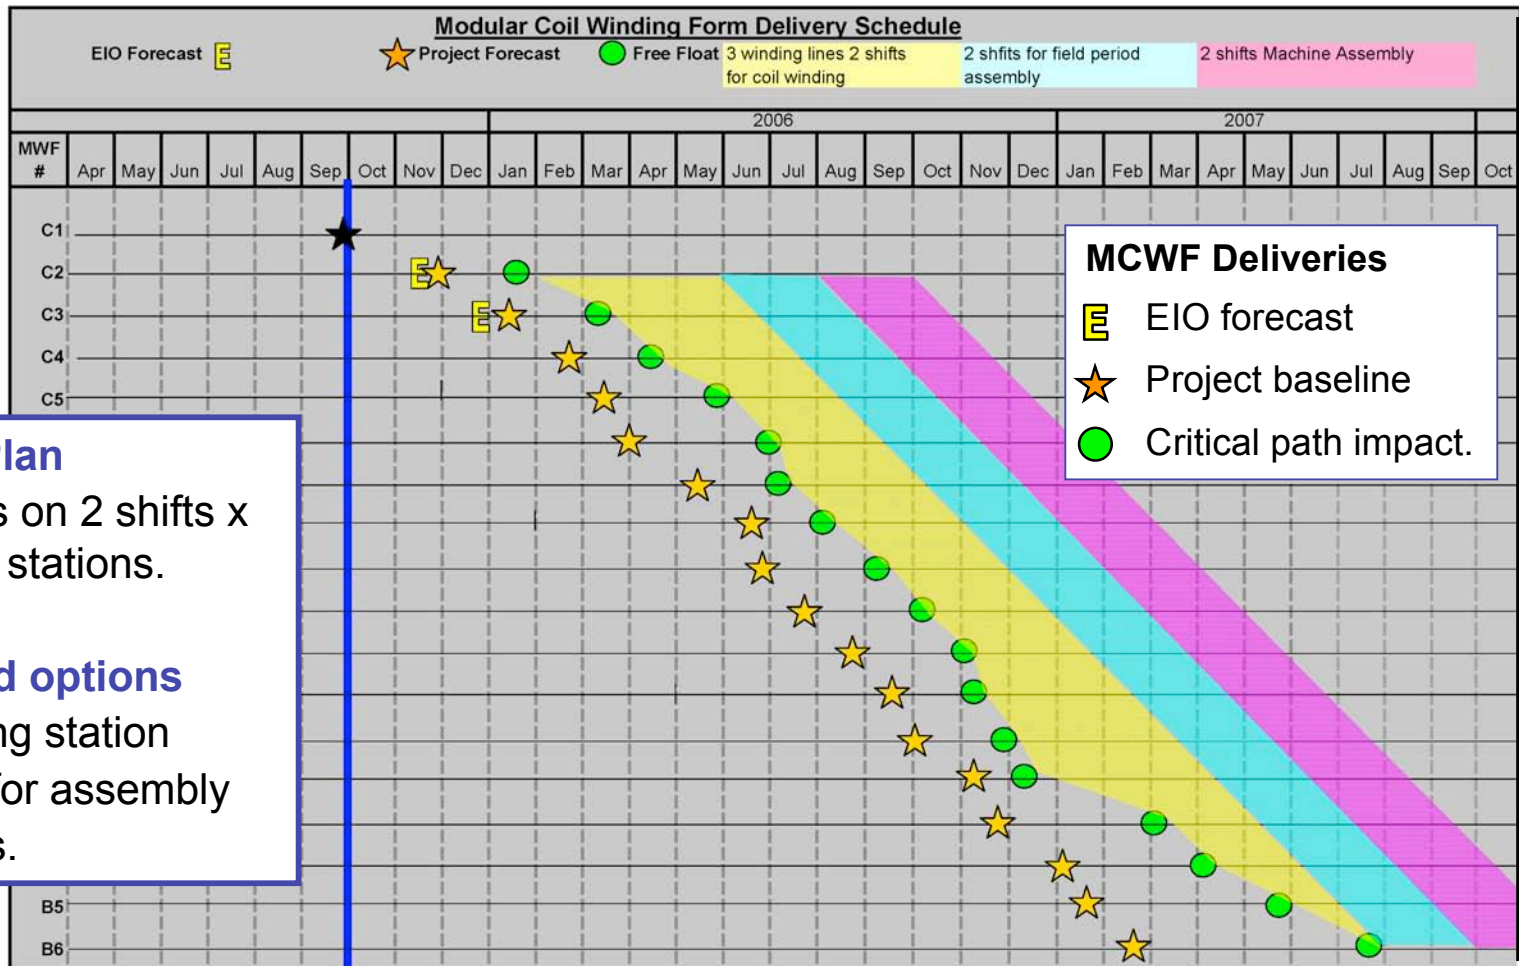 Modular Coil Winding Form Delivery Schedule
EIO Forecast E Project Forecast Free Float 3 winding lines 2 shifts 2 shfits for field period 2 shifts Machine Assembly
for coil winding assembly
2006 2007
MWF
# Apr May Jun Jul Aug Sep Oct Nov Dec Jan Feb Mar Apr May Jun Jul Aug Sep Oct Nov Dec Jan Feb Mar Apr May Jun Jul Aug Sep Oct
C1
C2 E
C3 E
C4
C5
MCWF Deliveries
E EIO forecast
Project baseline
Critical path impact.
Plan
s on 2 shifts x
stations.
d options
ng station
for assembly
s.
B5
B6